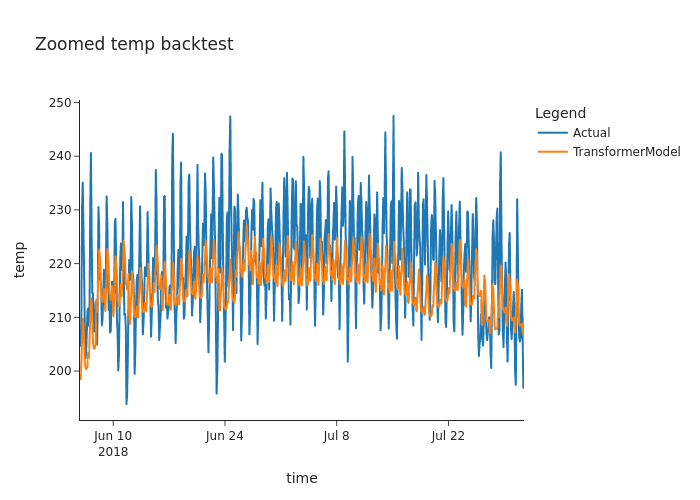 Zoomed temp backtest
Legend
Actual
TransformerModel
temp
250
240
230
220
210
200
Jun 10
2018
Jun 24
Jul 8
Jul 22
time